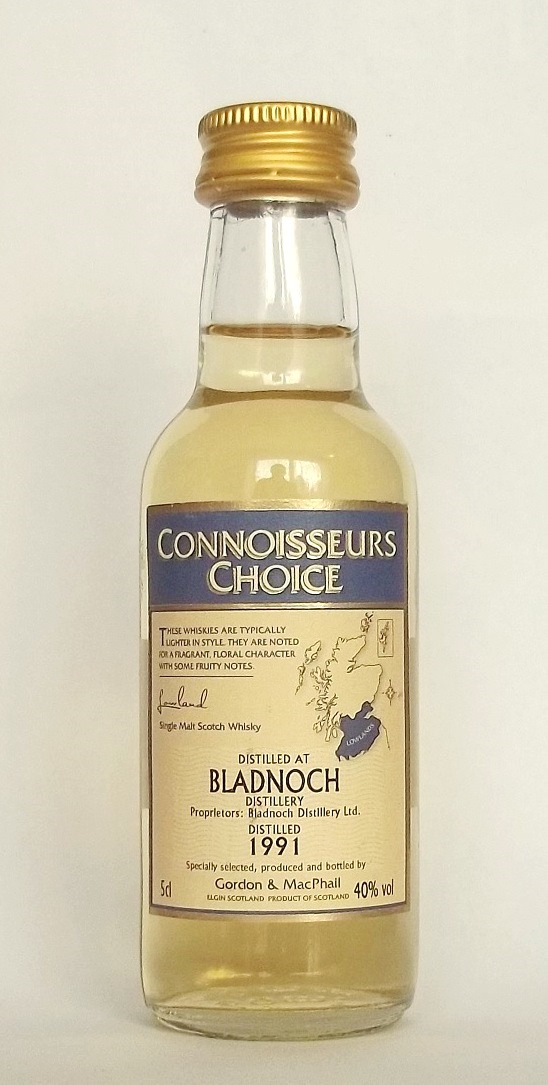 CONNOISSEURS
CHOICE
THESE WHISKIES ARE TYPICALLY
LIGHTER IN STYLE. THEY ARE NOTED
FOR A FRAGRANT, FLORAL CHARACTER
WITH SOME FRUITY NOTES.
Lowland
Single Malt Scotch Whisky
LOWLANDS
DISTILLED AT
BLADNOCH
DISTILLERY
Proprietors: Bladnoch Distillery Ltd.
DISTILLED
1991
Specially selected, produced and bottled by
5cl Gordon & MacPhail 40% vol
ELGIN SCOTLAND PRODUCT OF SCOTLAND